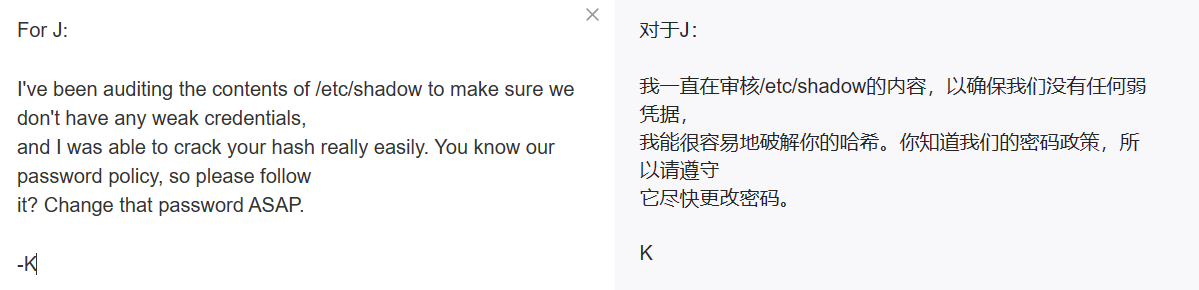 For J:
I've been auditing the contents of /etc/shadow to make sure we
don't have any weak credentials,
and I was able to crack your hash really easily. You know our
password policy, so please follow
it? Change that password ASAP.
-K
对于J：
我一直在审核/etc/shadow的内容，以确保我们没有任何弱
凭据，
我能很容易地破解你的哈希。你知道我们的密码政策，所
以请遵守
它尽快更改密码。
K